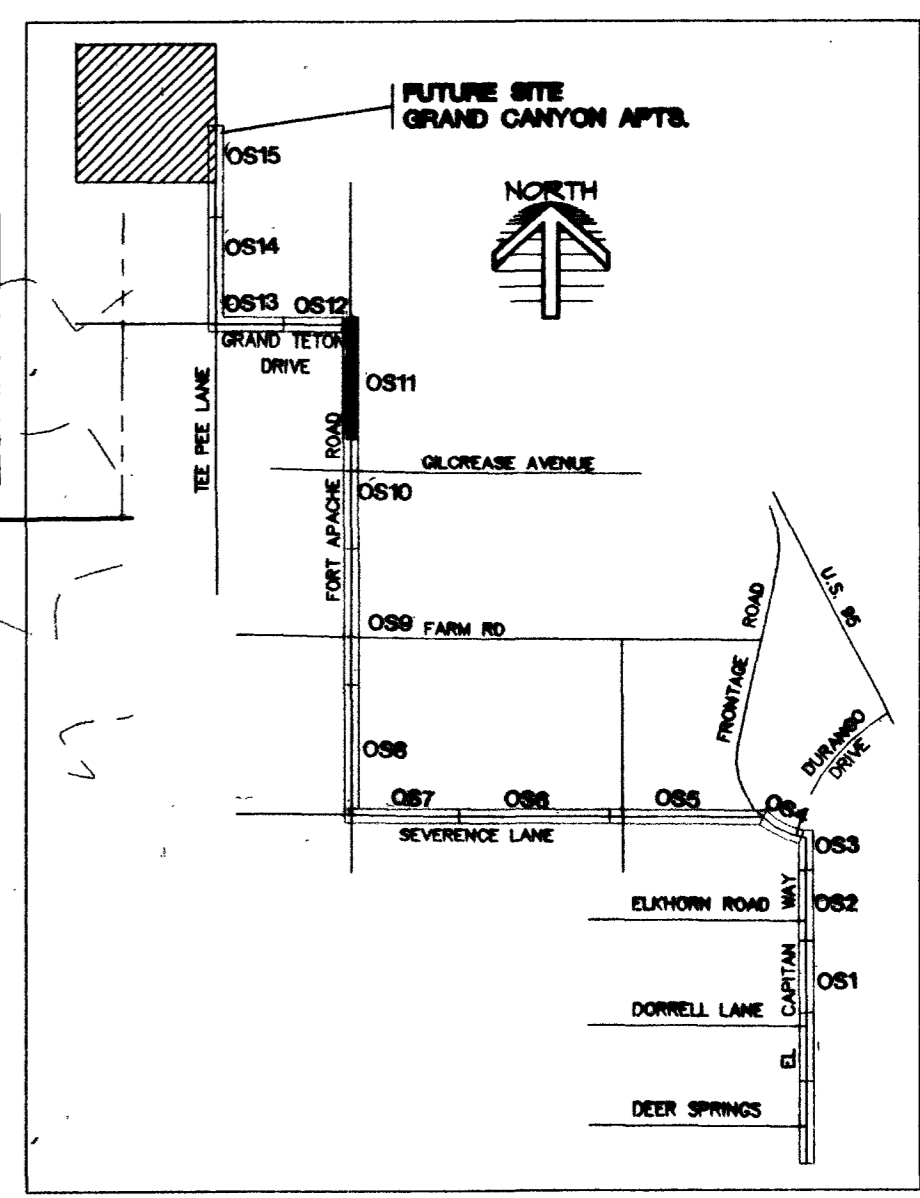 FUTURE SITE
GRAND CANYON APTS.
OS15
NORTH
OS14
OS13
OS12
GRAND TETON
DRIVE
OS11
TEE PEE LANE
FORT APACHE ROAD
GILCREASE AVENUE
OS10
OS9
FARM RD
FRONTAGE ROAD
U.S. 95
DURANGO
DRIVE
OS8
OS7
OS6
OS5
OS4
SEVERENCE LANE
OS3
ELKHORN ROAD
OS2
EL CAPITAN WAY
OS1
DORRELL LANE
DEER SPRINGS